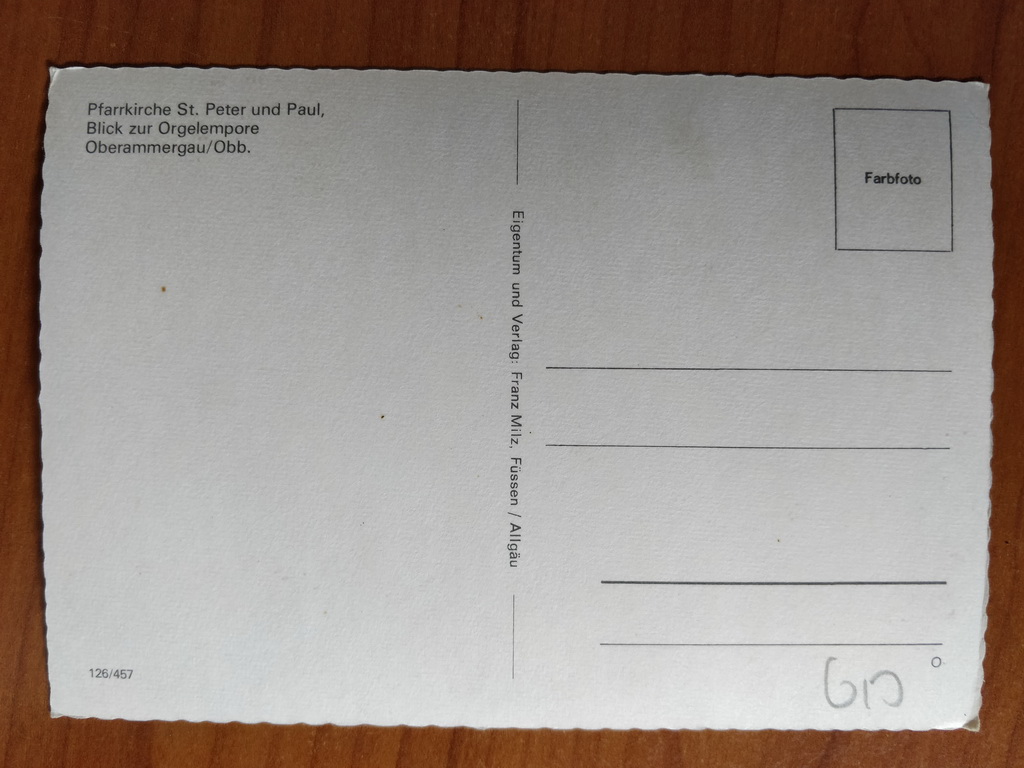 Pfarrkirche St. Peter und Paul,
Blick zur Orgelempore
Oberammergau/Obb.
Farbfoto
Eigentum und Verlag: Franz Milz, Füssen / Allgäu
126/457